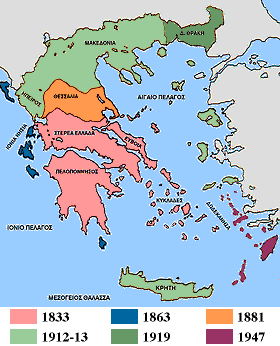 Δ. ΘΡΑΚΗ
ΜΑΚΕΔΟΝΙΑ
ΗΠΕΙΡΟΣ
ΘΕΣΣΑΛΙΑ
ΑΙΓΑΙΟ ΠΕΛΑΓΟΣ
ΙΟΝΙΑ ΝΗΣΙΑ
ΣΤΕΡΕΑ ΕΛΛΑΔΑ
ΕΥΒΟΙΑ
ΠΕΛΟΠΟΝΝΗΣΟΣ
ΚΥΚΛΑΔΕΣ
ΔΩΔΕΚΑΝΗΣΑ
ΙΟΝΙΟ ΠΕΛΑΓΟΣ
ΚΡΗΤΗ
ΜΕΣΟΓΕΙΟΣ ΘΑΛΑΣΣΑ
1833 1863 1881
1912-13 1919 1947